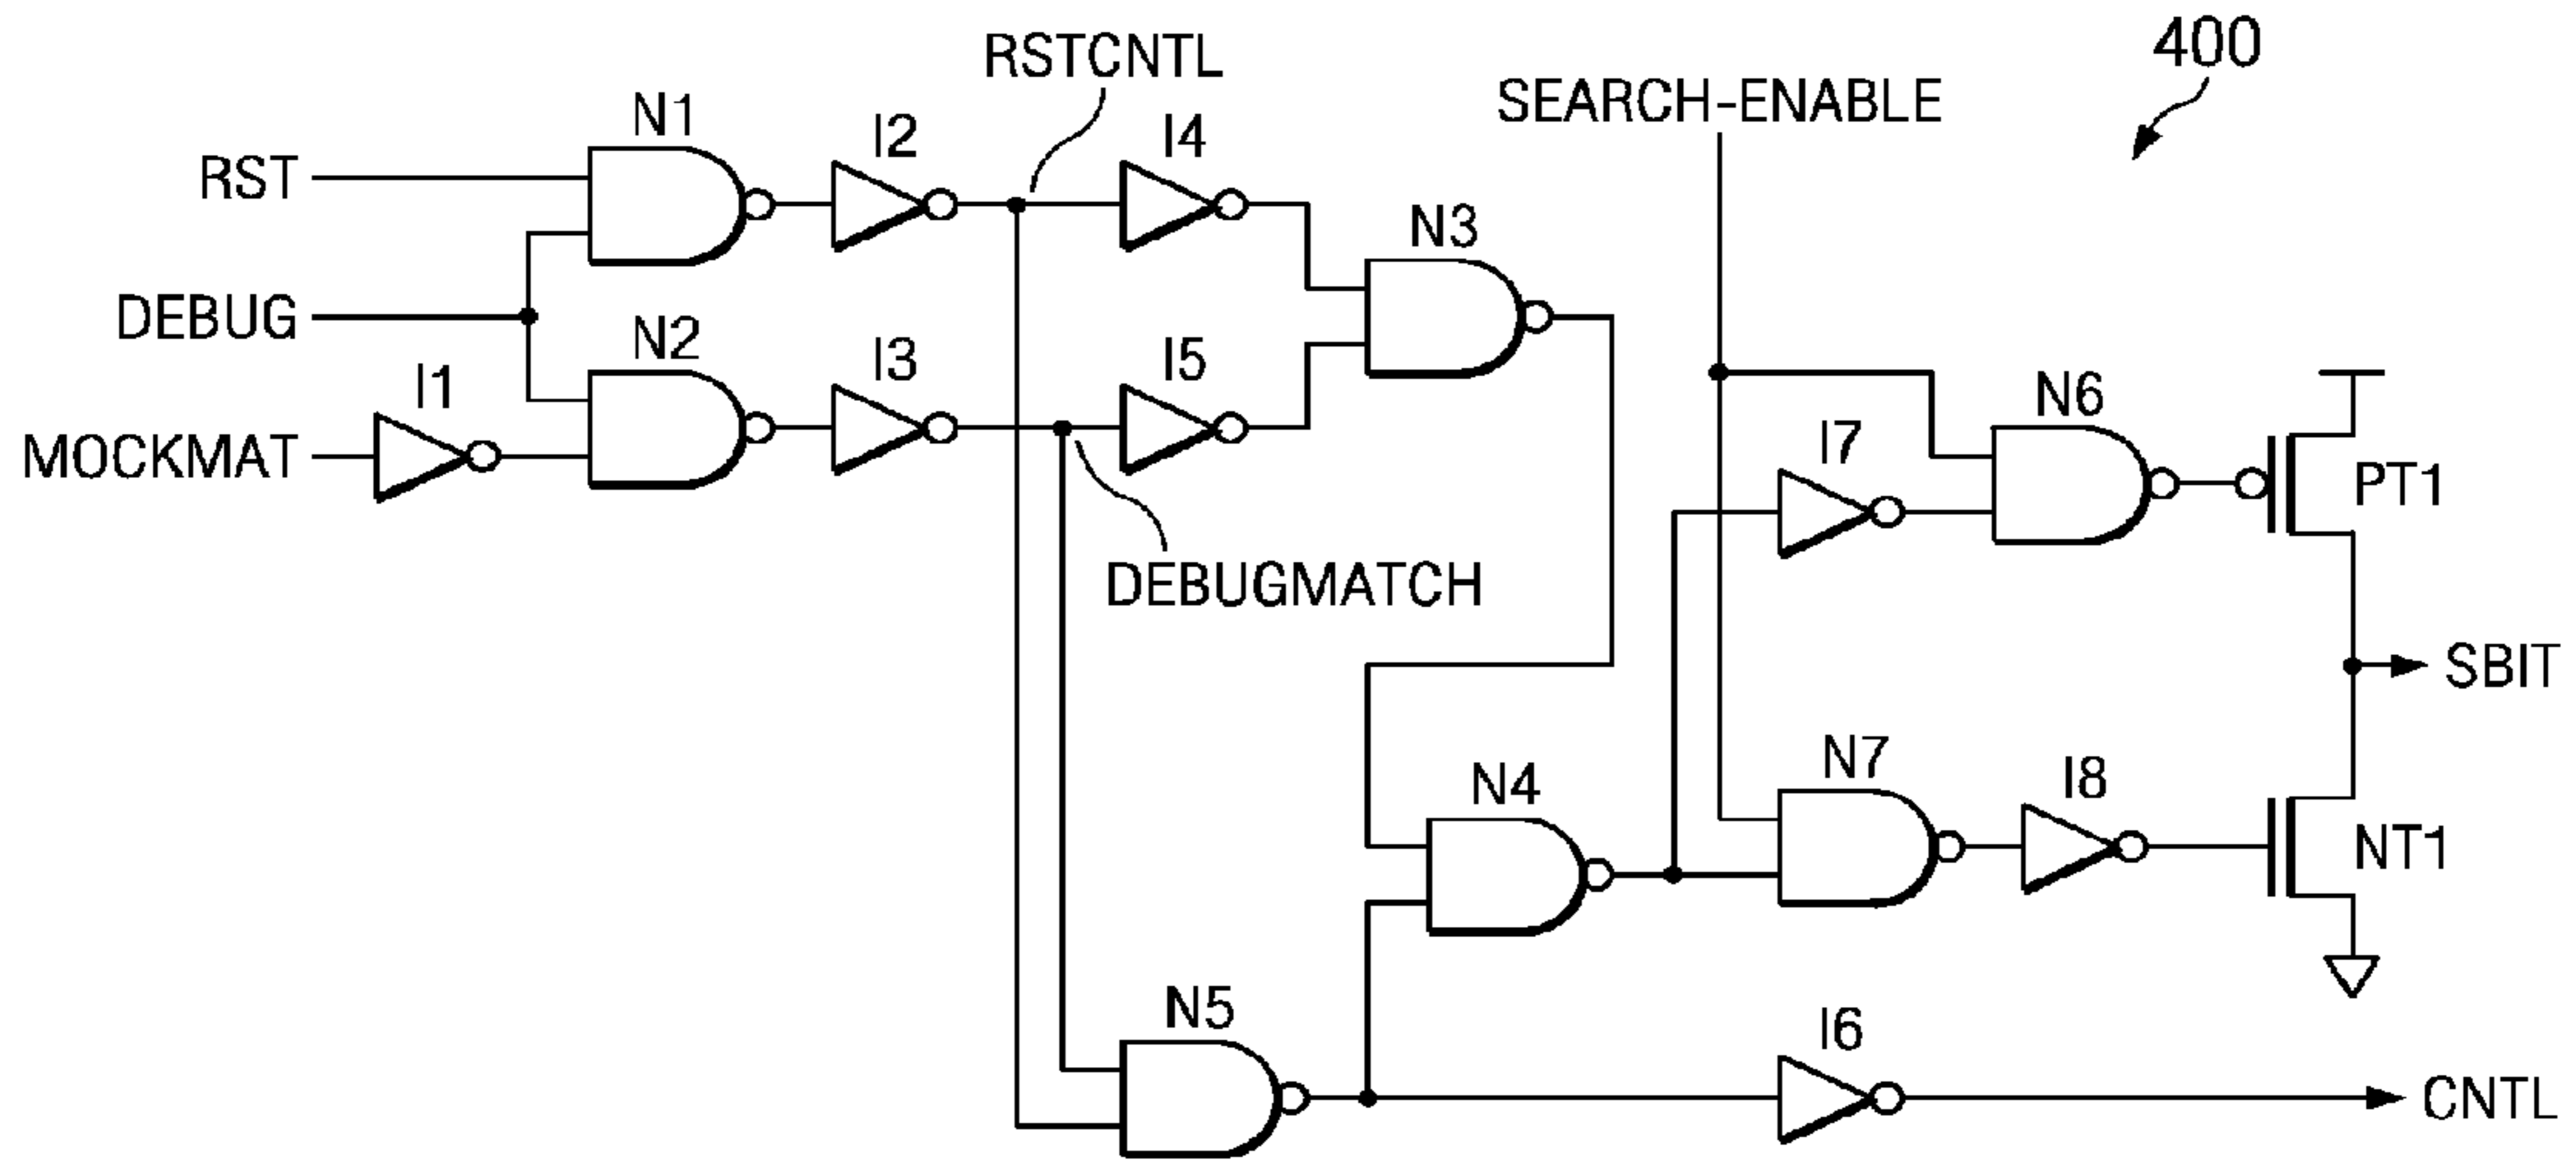 400
RSTCNTL
SEARCH-ENABLE
N1
I2
I4
RST
N3
DEBUG
N2
I3
I5
I1
N6
MOCKMAT
I7
PT1
DEBUGMATCH
SBIT
N4
N7
I8
NT1
N5
I6
CNTL